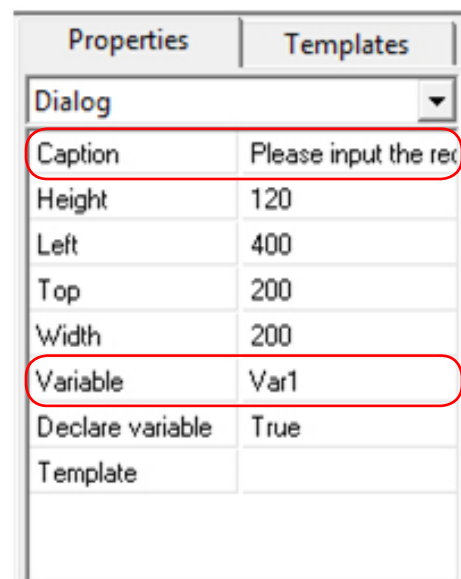 Properties Templates
Dialog
Caption Please input the
Height 120
Left 400
Top 200
Width 200
Variable Var1
Declare variable True
Template